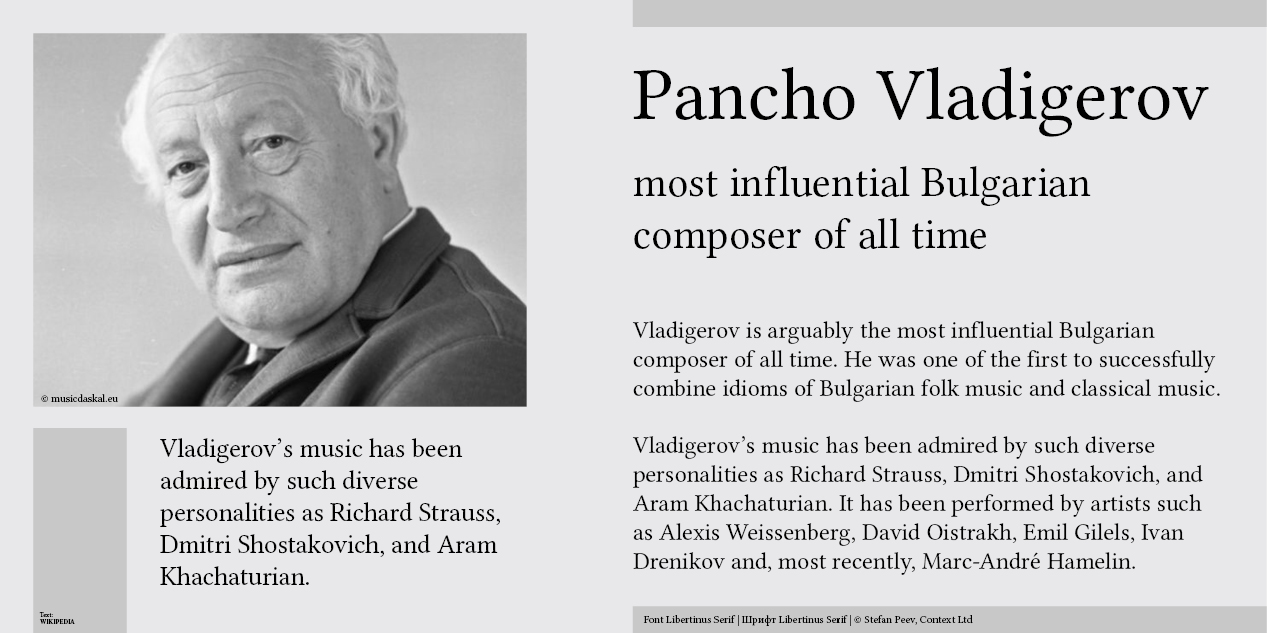 © musicdaskal.eu
Vladigerov’s music has been
admired by such diverse
personalities as Richard Strauss,
Dmitri Shostakovich, and Aram
Khachaturian.
Text:
WIKIPEDIA
Pancho Vladigerov
most influential Bulgarian
composer of all time
Vladigerov is arguably the most influential Bulgarian
composer of all time. He was one of the first to successfully
combine idioms of Bulgarian folk music and classical music.
Vladigerov’s music has been admired by such diverse
personalities as Richard Strauss, Dmitri Shostakovich, and
Aram Khachaturian. It has been performed by artists such
as Alexis Weissenberg, David Oistrakh, Emil Gilels, Ivan
Drenikov and, most recently, Marc-André Hamelin.
Font Libertinus Serif | Шрифт Libertinus Serif | © Stefan Peev, Context Ltd